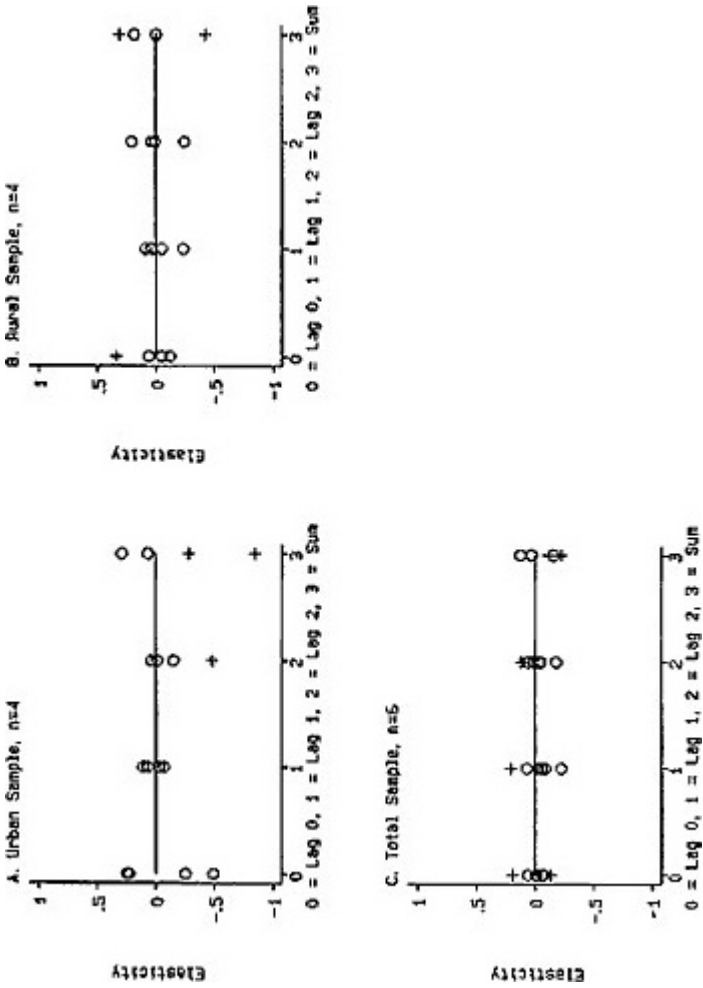 A. Urban Sample, n=4
Elasticity
1
.5
0
-.5
-1
0 1 2 3
0 = Lag 0, 1 = Lag 1, 2 = Lag 2, 3 = Sum
B. Rural Sample, n=4
Elasticity
1
.5
0
-.5
-1
0 1 2 3
0 = Lag 0, 1 = Lag 1, 2 = Lag 2, 3 = Sum
C. Total Sample, n=6
Elasticity
1
.5
0
-.5
-1
0 1 2 3
0 = Lag 0, 1 = Lag 1, 2 = Lag 2, 3 = Sum